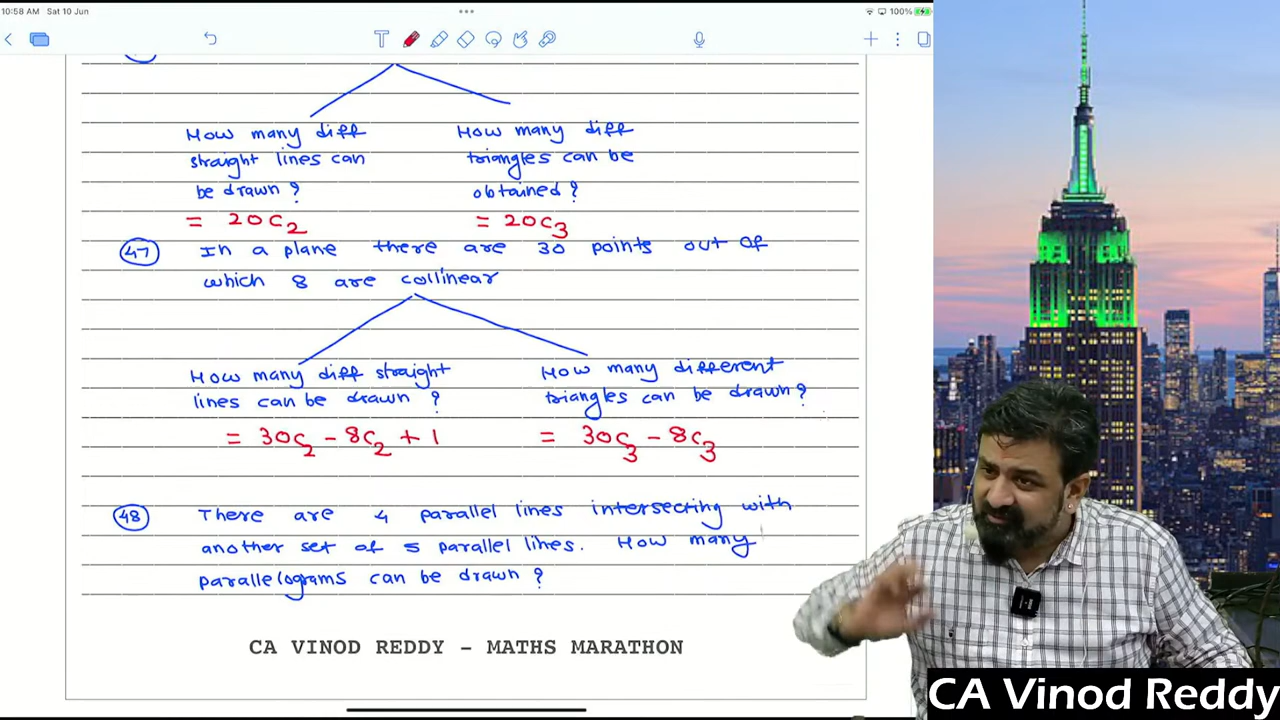 10:58 AM Sat 10 Jun
100%
How many diff
straight lines can
be drawn ?
= 20C2
How many diff
triangles can be
obtained ?
= 20C3
47 In a plane there are 30 points out of
which 8 are collinear
How many diff straight
lines can be drawn ?
= 30C2 - 8C2 + 1
How many different
triangles can be drawn ?
= 30C3 - 8C3
48 There are 4 parallel lines intersecting with
another set of 5 parallel lines. How many
parallelograms can be drawn ?
CA VINOD REDDY - MATHS MARATHON
CA Vinod Reddy